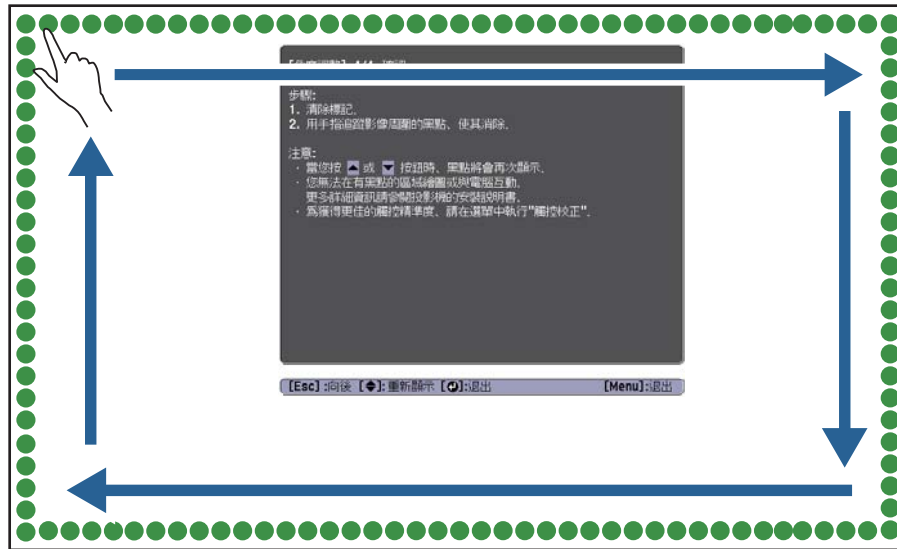 4/4
步驟:
1. 清除標記.
2. 用手指追蹤影像周圍的黑點、使其消除.
注意:
· 當您按 ▲ 或 ▼ 按鈕時、黑點將會再次顯示.
· 您無法在有黑點的區域繪圖或與電腦互動.
更多詳細資訊請參閱投影機的安裝說明書.
· 爲獲得更佳的觸控精準度、請在選單中執行"觸控校正".
[Esc] :向後 [◆]: 重新顯示 [⏎]:退出 [Menu]:退出